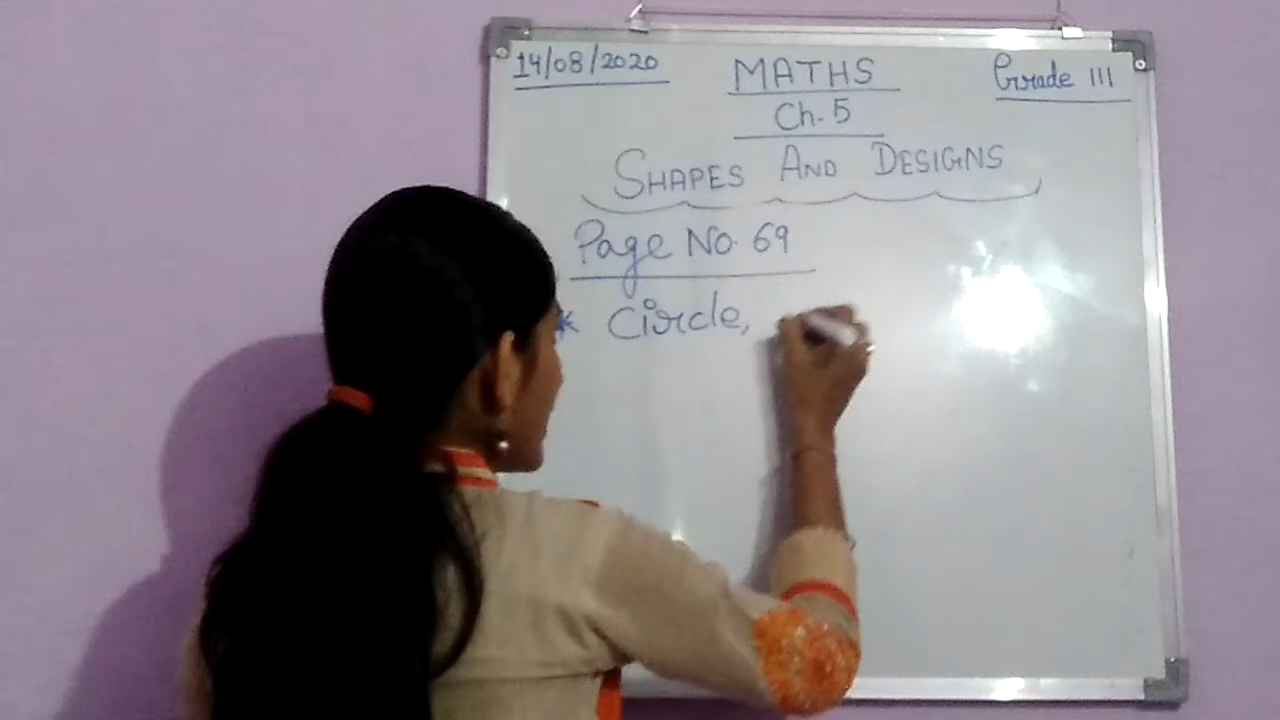 14/08/2020 MATHS Grade III
Ch. 5
SHAPES AND DESIGNS
Page No. 69
* Circle,